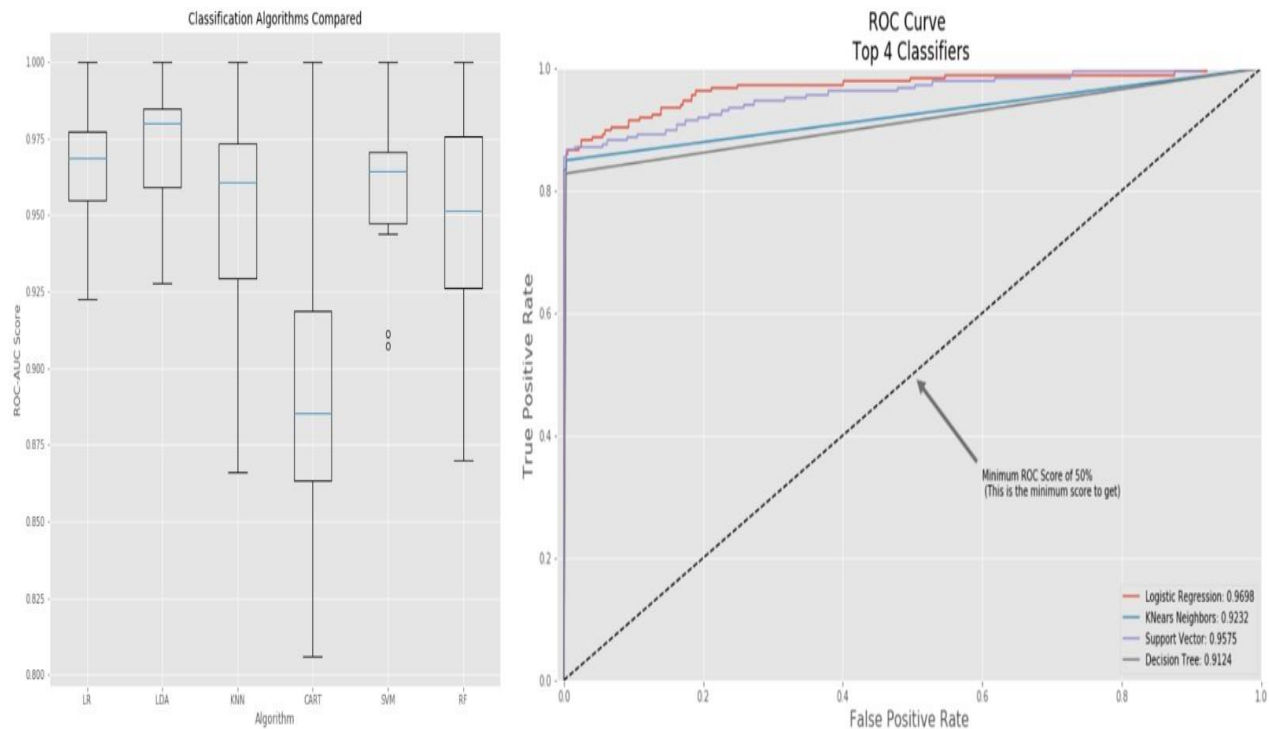 Classification Algorithms Compared
1.000
0.975
0.950
0.925
0.900
0.875
0.850
0.825
0.800
ROC-AUC Score
LR LDA KNN CART SVM RF
Algorithm
ROC Curve
Top 4 Classifiers
1.0
0.8
0.6
0.4
0.2
0.0
True Positive Rate
Minimum ROC Score of 50%
(This is the minimum score to get)
Logistic Regression: 0.9698
KNears Neighbors: 0.9232
Support Vector: 0.9575
Decision Tree: 0.9124
0.0 0.2 0.4 0.6 0.8 1.0
False Positive Rate